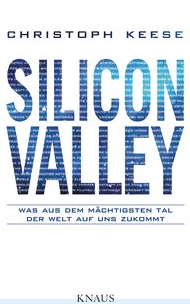 CHRISTOPH KEESE
SILICON
VALLEY
WAS AUS DEM MÄCHTIGSTEN TAL
DER WELT AUF UNS ZUKOMMT
KNAUS